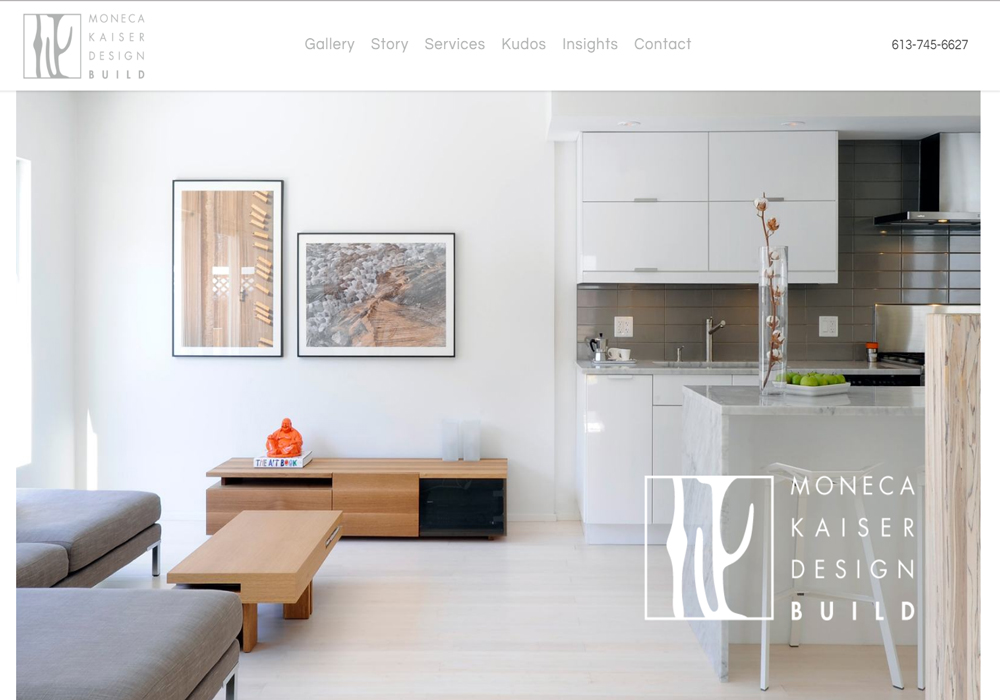 MONECA
KAISER
DESIGN
BUILD
Gallery Story Services Kudos Insights Contact
613-745-6627
THE ART BOOK
MONECA
KAISER
DESIGN
BUILD